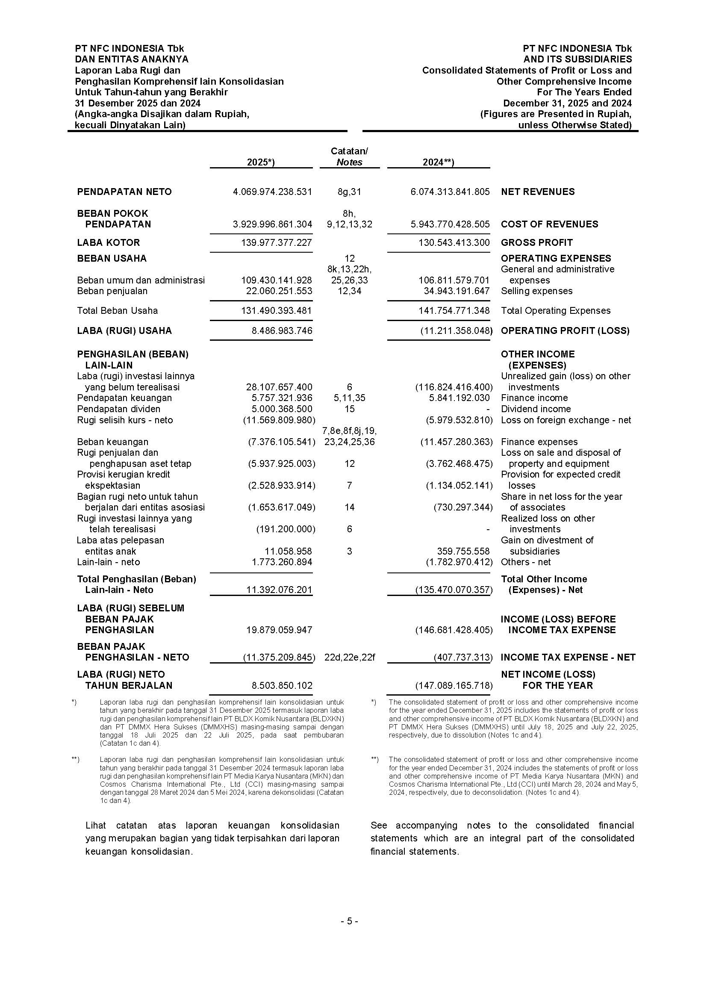 PT NFC INDONESIA Tbk
DAN ENTITAS ANAKNYA
Laporan Laba Rugi dan
Penghasilan Komprehensif lain Konsolidasian
Untuk Tahun-tahun yang Berakhir
31 Desember 2025 dan 2024
(Angka-angka Disajikan dalam Rupiah,
kecuali Dinyatakan Lain)
PT NFC INDONESIA Tbk
AND ITS SUBSIDIARIES
Consolidated Statements of Profit or Loss and
Other Comprehensive Income
For The Years Ended
December 31, 2025 and 2024
(Figures are Presented in Rupiah,
unless Otherwise Stated)
Catatan/
2025*) Notes 2024**)
PENDAPATAN NETO 4.069.974.238.531 8g,31 6.074.313.841.805 NET REVENUES
BEBAN POKOK 8h,
PENDAPATAN 3.929.996.861.304 9,12,13,32 5.943.770.428.505 COST OF REVENUES
LABA KOTOR 139.977.377.227 130.543.413.300 GROSS PROFIT
BEBAN USAHA 12 OPERATING EXPENSES
8k,13,22h, General and administrative
Beban umum dan administrasi 109.430.141.928 25,26,33 106.811.579.701 expenses
Beban penjualan 22.060.251.553 12,34 34.943.191.647 Selling expenses
Total Beban Usaha 131.490.393.481 141.754.771.348 Total Operating Expenses
LABA (RUGI) USAHA 8.486.983.746 (11.211.358.048) OPERATING PROFIT (LOSS)
PENGHASILAN (BEBAN) OTHER INCOME
LAIN-LAIN (EXPENSES)
Laba (rugi) investasi lainnya Unrealized gain (loss) on other
yang belum terealisasi 28.107.657.400 6 (116.824.416.400) investments
Pendapatan keuangan 5.757.321.936 5,11,35 5.841.192.030 Finance income
Pendapatan dividen 5.000.368.500 15 - Dividend income
Rugi selisih kurs - neto (11.569.809.980) (5.979.532.810) Loss on foreign exchange - net
7,8e,8f,8j,19,
Beban keuangan (7.376.105.541) 23,24,25,36 (11.457.280.363) Finance expenses
Rugi penjualan dan Loss on sale and disposal of
penghapusan aset tetap (5.937.925.003) 12 (3.762.468.475) property and equipment
Provisi kerugian kredit Provision for expected credit
ekspektasian (2.528.933.914) 7 (1.134.052.141) losses
Bagian rugi neto untuk tahun Share in net loss for the year
berjalan dari entitas asosiasi (1.653.617.049) 14 (730.297.344) of associates
Rugi investasi lainnya yang Realized loss on other
telah terealisasi (191.200.000) 6 - investments
Laba atas pelepasan Gain on divestment of
entitas anak 11.058.958 3 359.755.558 subsidiaries
Lain-lain - neto 1.773.260.894 (1.782.970.412) Others - net
Total Penghasilan (Beban) Total Other Income
Lain-lain - Neto 11.392.076.201 (135.470.070.357) (Expenses) - Net
LABA (RUGI) SEBELUM
BEBAN PAJAK INCOME (LOSS) BEFORE
PENGHASILAN 19.879.059.947 (146.681.428.405) INCOME TAX EXPENSE
BEBAN PAJAK
PENGHASILAN - NETO (11.375.209.845) 22d,22e,22f (407.737.313) INCOME TAX EXPENSE - NET
LABA (RUGI) NETO NET INCOME (LOSS)
TAHUN BERJALAN 8.503.850.102 (147.089.165.718) FOR THE YEAR
*) Laporan laba rugi dan penghasilan komprehensif lain konsolidasian untuk
tahun yang berakhir pada tanggal 31 Desember 2025 termasuk laporan laba
rugi dan penghasilan komprehensif lain PT BLDX Komik Nusantara (BLDXKN)
dan PT DMMX Hera Sukses (DMMXHS) masing-masing sampai dengan
tanggal 18 Juli 2025 dan 22 Juli 2025, pada saat pembubaran
(Catatan 1c dan 4).
*) The consolidated statement of profit or loss and other comprehensive income
for the year ended December 31, 2025 includes the statements of profit or loss
and other comprehensive income of PT BLDX Komik Nusantara (BLDXKN) and
PT DMMX Hera Sukses (DMMXHS) until July 18, 2025 and July 22, 2025,
respectively, due to dissolution (Notes 1c and 4).
**) Laporan laba rugi dan penghasilan komprehensif lain konsolidasian untuk
tahun yang berakhir pada tanggal 31 Desember 2024 termasuk laporan laba
rugi dan penghasilan komprehensif lain PT Media Karya Nusantara (MKN) dan
Cosmos Charisma International Pte., Ltd (CCI) masing-masing sampai
dengan tanggal 28 Maret 2024 dan 5 Mei 2024, karena dekonsolidasi (Catatan
1c dan 4).
**) The consolidated statement of profit or loss and other comprehensive income
for the year ended December 31, 2024 includes the statements of profit or loss
and other comprehensive income of PT Media Karya Nusantara (MKN) and
Cosmos Charisma International Pte., Ltd (CCI) until March 28, 2024 and May 5,
2024, respectively, due to deconsolidation. (Notes 1c and 4).
Lihat catatan atas laporan keuangan konsolidasian
yang merupakan bagian yang tidak terpisahkan dari laporan
keuangan konsolidasian.
See accompanying notes to the consolidated financial
statements which are an integral part of the consolidated
financial statements.
- 5 -